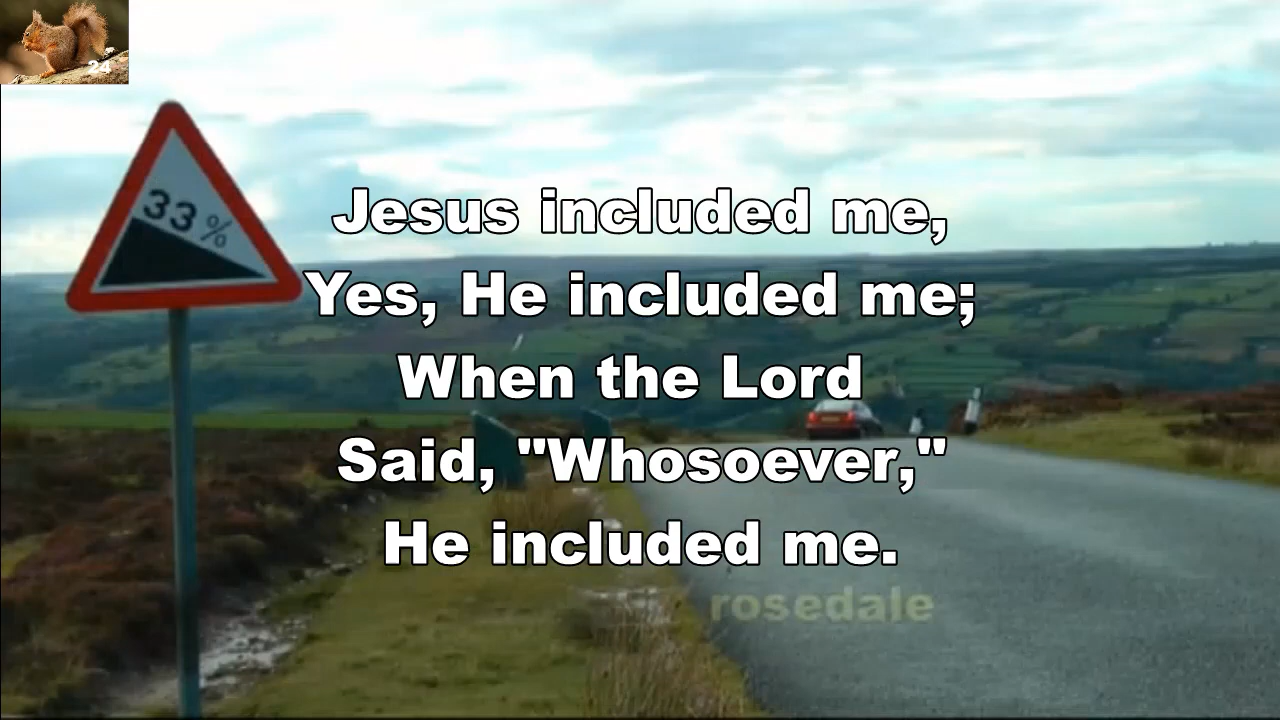 24
33%
Jesus included me,
Yes, He included me;
When the Lord
Said, "Whosoever,"
He included me.
rosedale